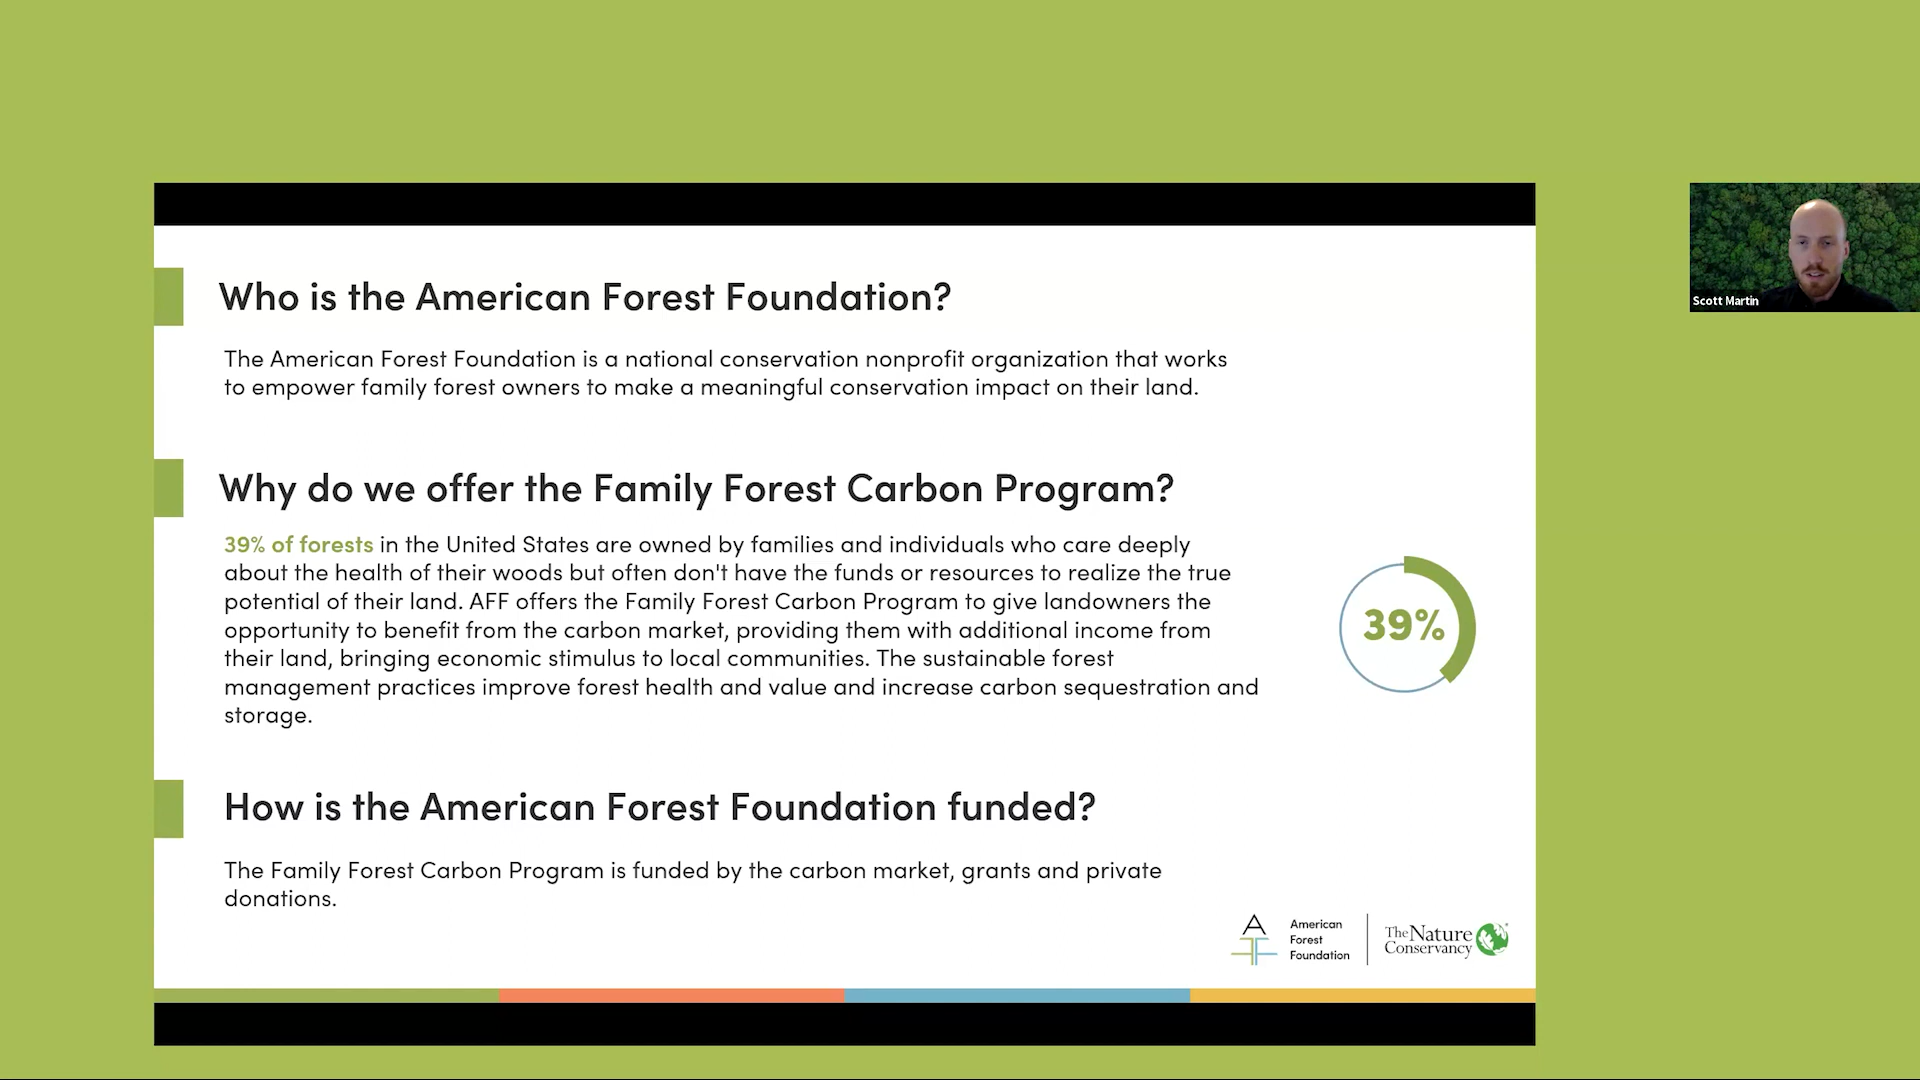 Who is the American Forest Foundation?
The American Forest Foundation is a national conservation nonprofit organization that works
to empower family forest owners to make a meaningful conservation impact on their land.
Why do we offer the Family Forest Carbon Program?
39% of forests in the United States are owned by families and individuals who care deeply
about the health of their woods but often don't have the funds or resources to realize the true
potential of their land. AFF offers the Family Forest Carbon Program to give landowners the
opportunity to benefit from the carbon market, providing them with additional income from
their land, bringing economic stimulus to local communities. The sustainable forest
management practices improve forest health and value and increase carbon sequestration and
storage.
39%
How is the American Forest Foundation funded?
The Family Forest Carbon Program is funded by the carbon market, grants and private
donations.
American
Forest
Foundation
The Nature
Conservancy
Scott Martin